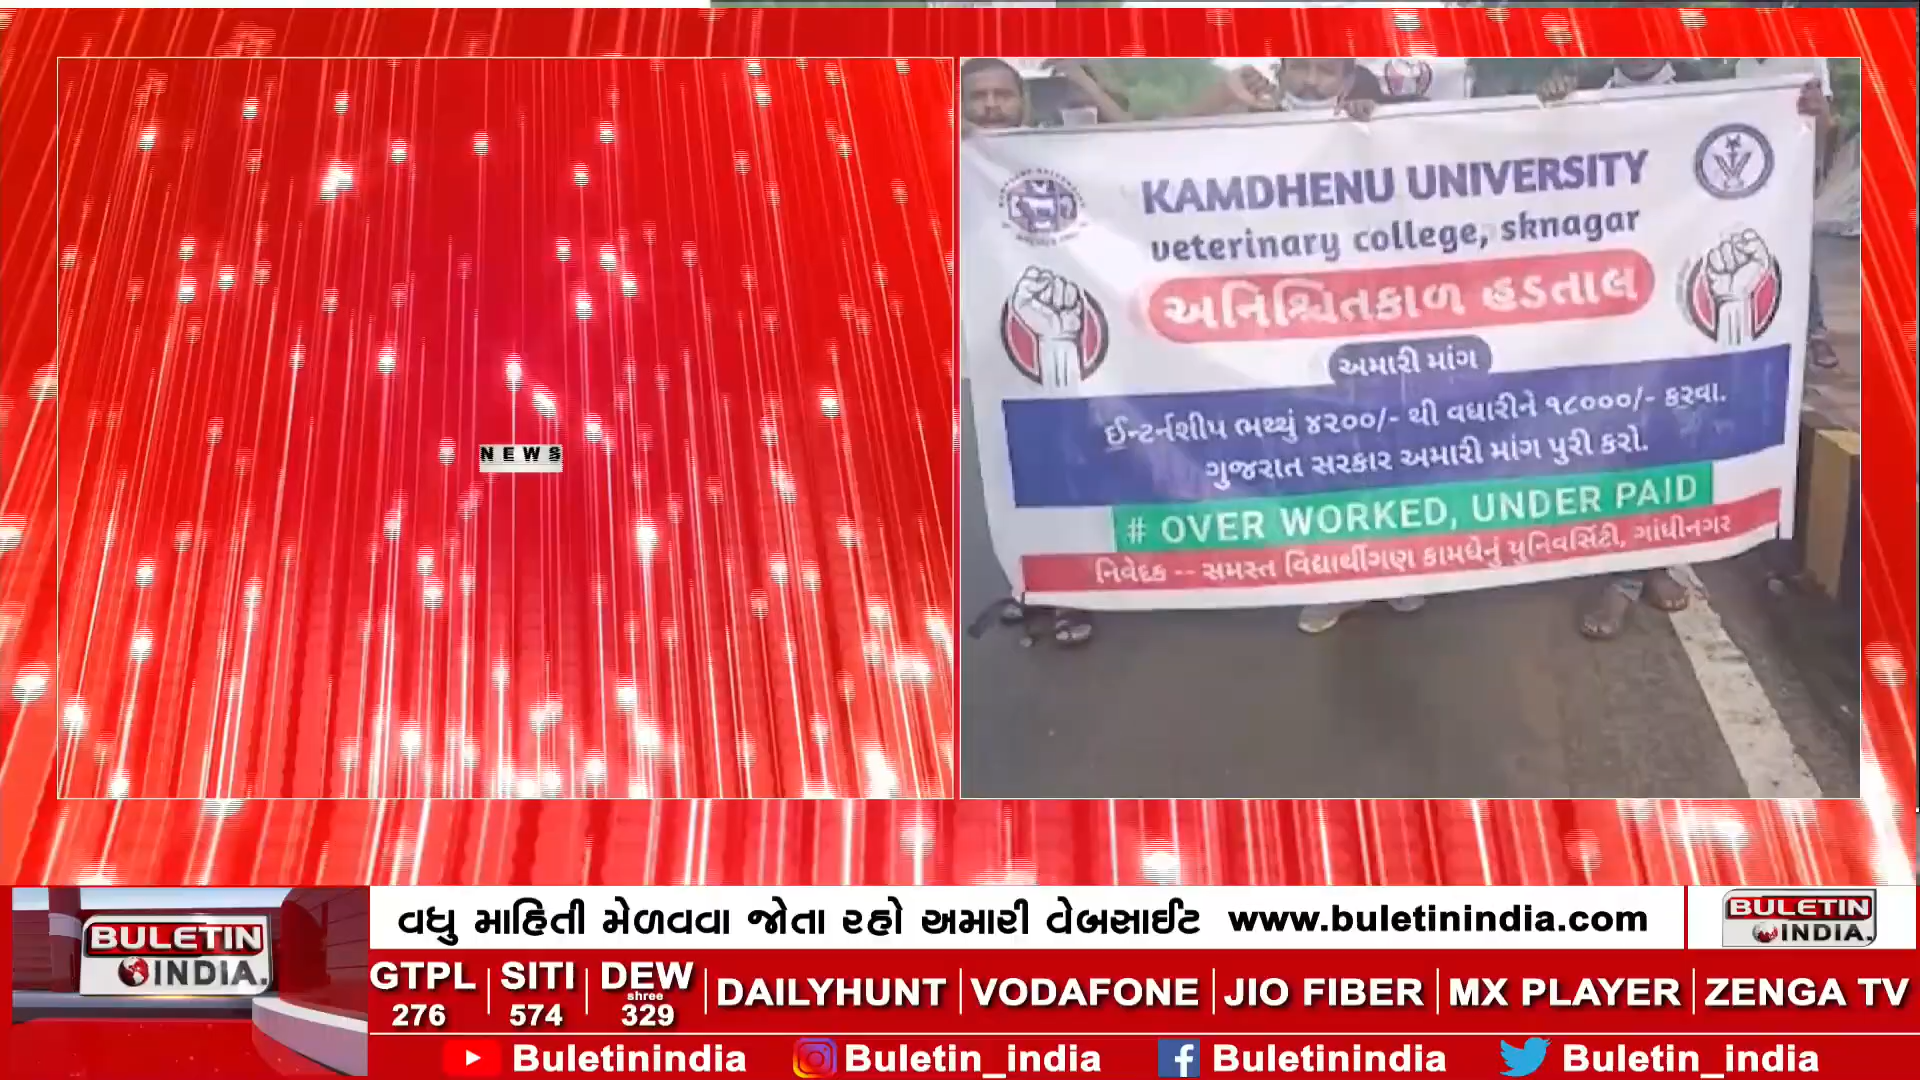 NEWS
KAMDHENU UNIVERSITY
veterinary college, sknagar
અનિશ્ચિતકાળ હડતાલ
અમારી માંગ
ઈન્ટર્નશીપ ભથ્થું ૪૨૦૦/- થી વધારીને ૧૮૦૦૦/- કરવા.
ગુજરાત સરકાર અમારી માંગ પુરી કરો.
# OVER WORKED, UNDER PAID
નિવેદક -- સમસ્ત વિદ્યાર્થીગણ કામધેનું યુનિવર્સિટી, ગાંધીનગર
BULETIN
INDIA.
વધુ માહિતી મેળવવા જોતા રહો અમારી વેબસાઈટ www.buletinindia.com
BULETIN
INDIA.
GTPL 276 SITI 574 DEW shree 329 DAILYHUNT VODAFONE JIO FIBER MX PLAYER ZENGA TV
Buletinindia Buletin_india Buletinindia Buletin_india